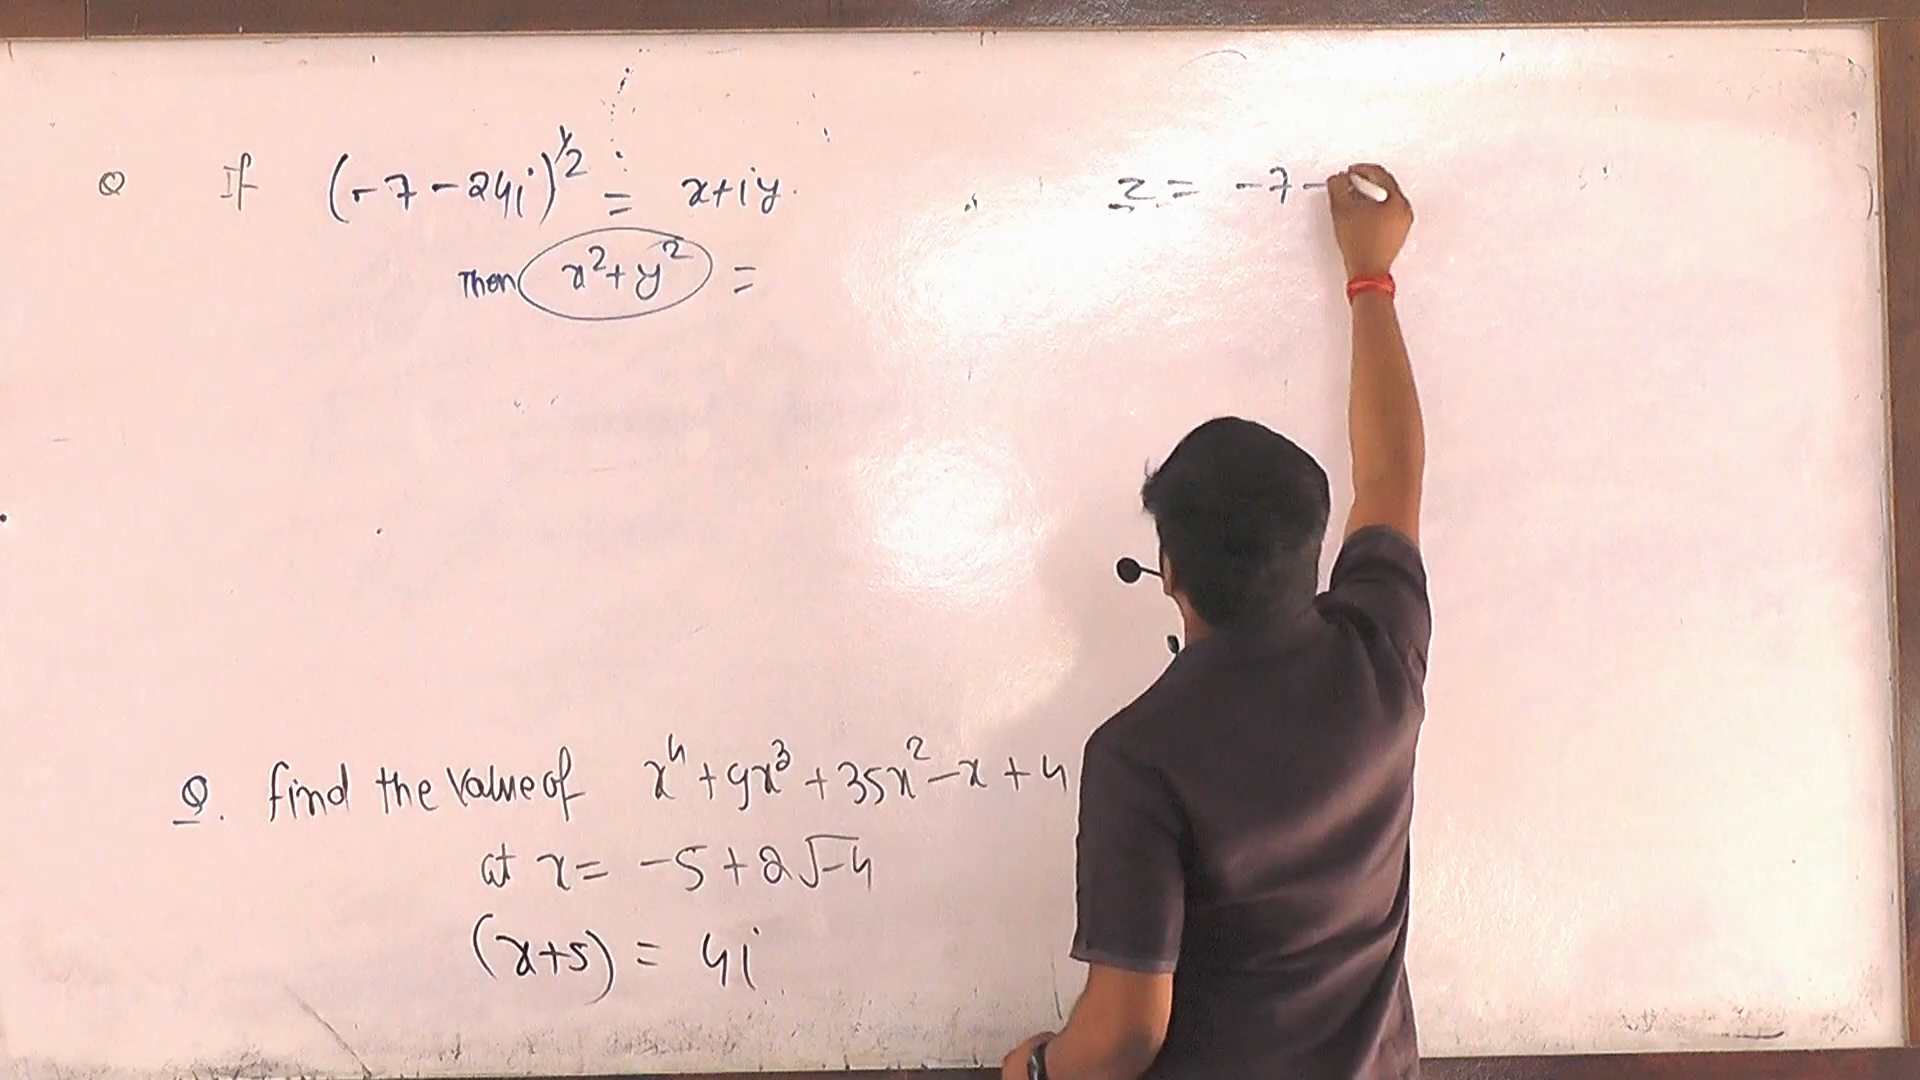 Q If (-7-24i)^1/2 = x+iy.
Then x²+y² =
z = -7-
Q. find the value of x⁴+9x³+35x²-x+4
at x = -5+2√-4
(x+5) = 4i